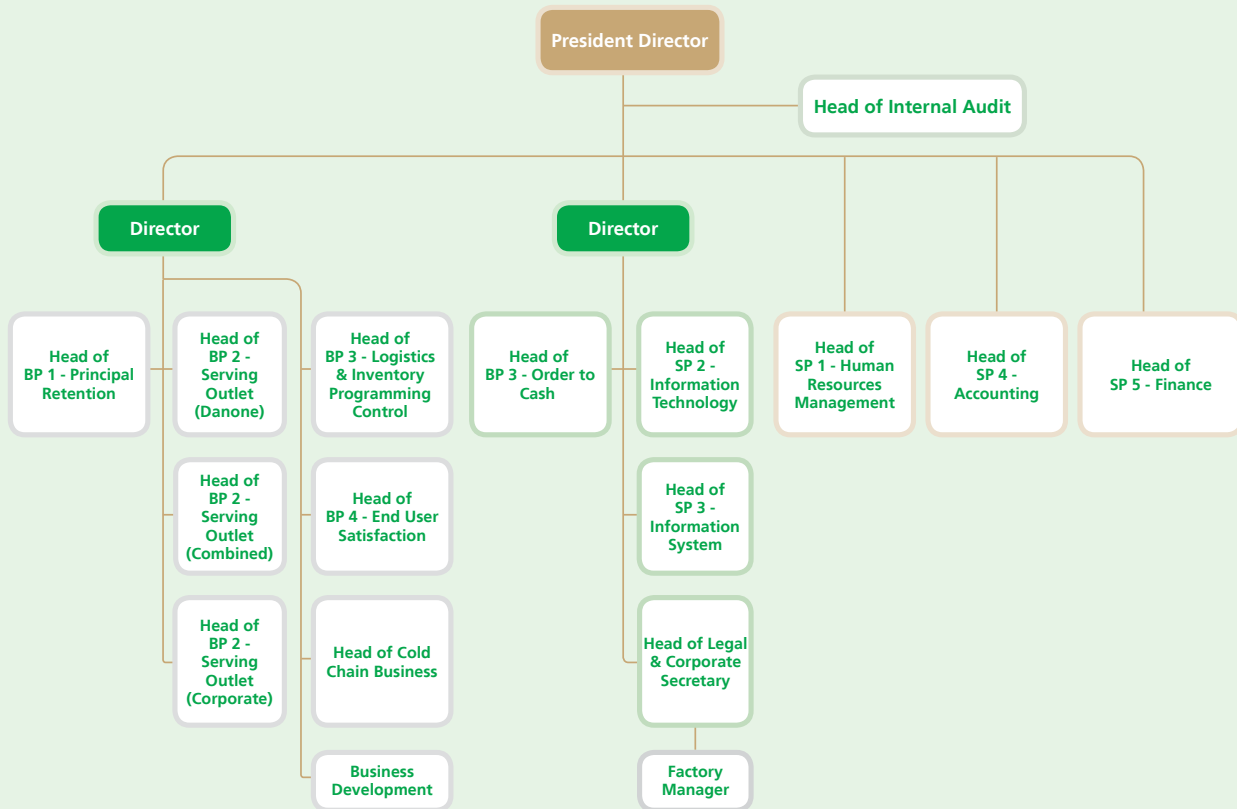 President Director
Head of Internal Audit
Director
Director
Head of
BP 1 - Principal
Retention
Head of
BP 2 -
Serving
Outlet
(Danone)
Head of
BP 3 - Logistics
& Inventory
Programming
Control
Head of
BP 3 - Order to
Cash
Head of
SP 2 -
Information
Technology
Head of
SP 1 - Human
Resources
Management
Head of
SP 4 -
Accounting
Head of
SP 5 - Finance
Head of
BP 2 -
Serving
Outlet
(Combined)
Head of
BP 4 - End User
Satisfaction
Head of
SP 3 -
Information
System
Head of
BP 2 -
Serving
Outlet
(Corporate)
Head of Cold
Chain Business
Head of Legal
& Corporate
Secretary
Business
Development
Factory
Manager